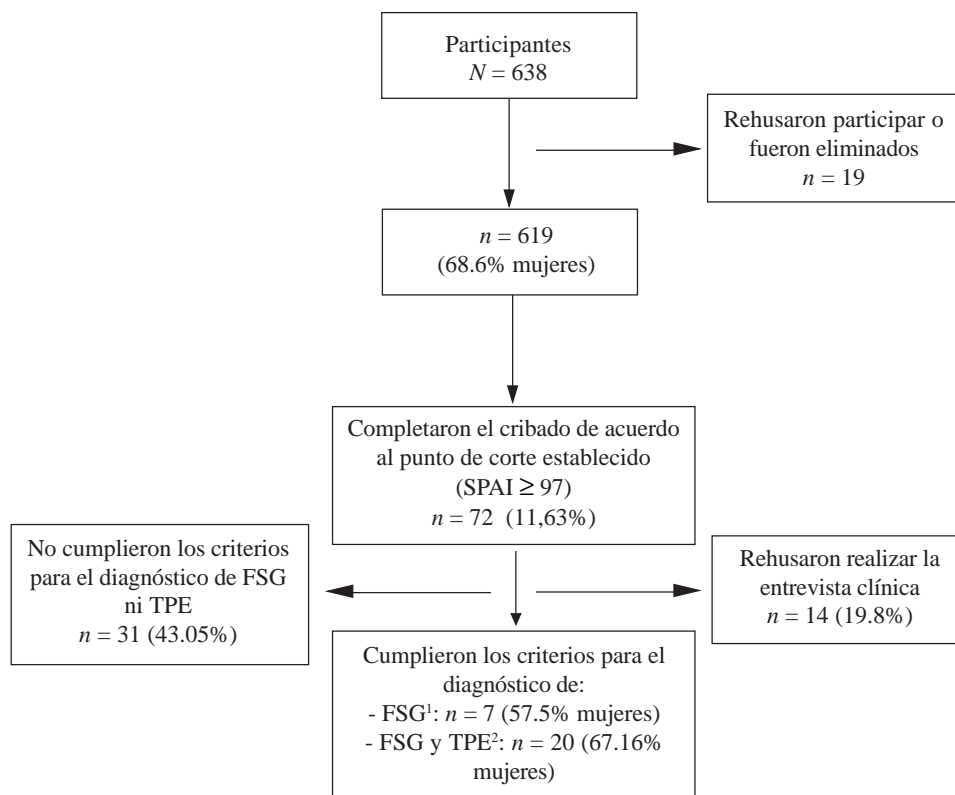 Participantes
N = 638
Rehusaron participar o
fueron eliminados
n = 19
n = 619
(68.6% mujeres)
Completaron el cribado de acuerdo
al punto de corte establecido
(SPAI ≥ 97)
n = 72 (11,63%)
No cumplieron los criterios
para el diagnóstico de FSG
ni TPE
n = 31 (43.05%)
Rehusaron realizar la
entrevista clínica
n = 14 (19.8%)
Cumplieron los criterios para el
diagnóstico de:
- FSG¹: n = 7 (57.5% mujeres)
- FSG y TPE²: n = 20 (67.16%
mujeres)